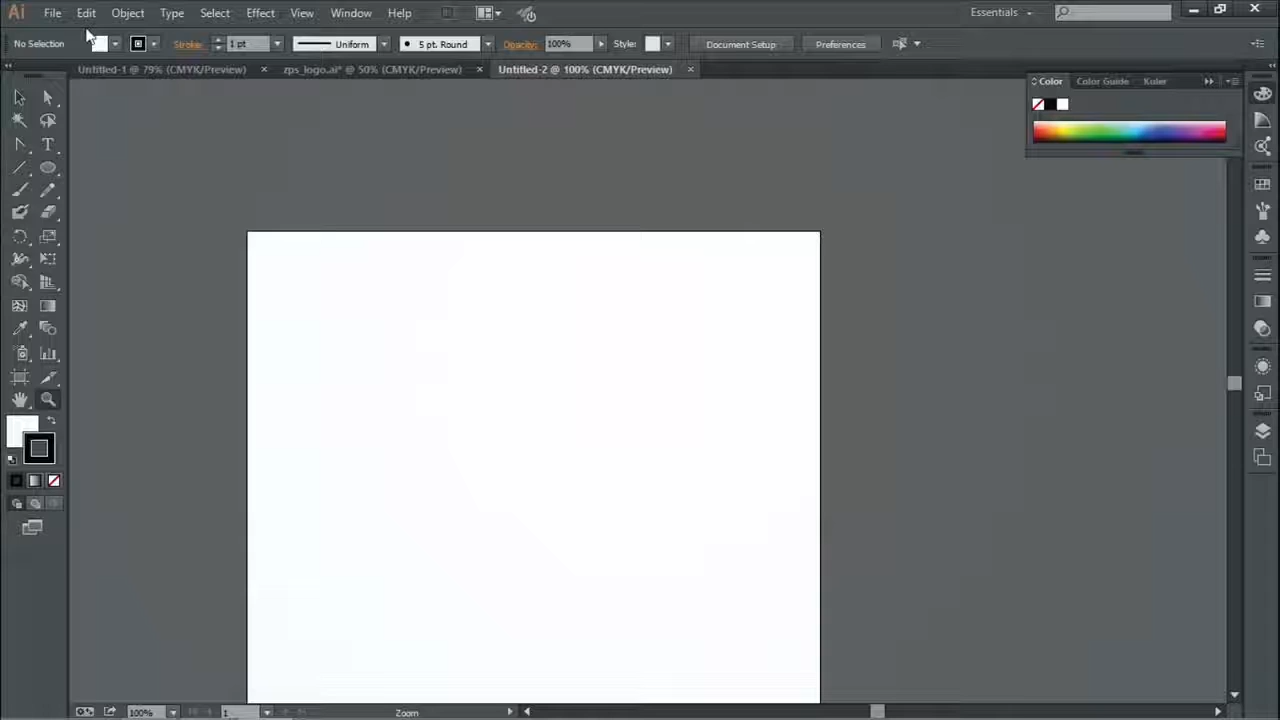 Ai File Edit Object Type Select Effect View Window Help Essentials
No Selection Stroke: 1 pt Uniform 5 pt. Round Opacity: 100% Style: Document Setup Preferences
Untitled-1 @ 79% (CMYK/Preview) × zps_logo.ai* @ 50% (CMYK/Preview) × Untitled-2 @ 100% (CMYK/Preview) ×
Color Color Guide Kuler
T
100% 1 Zoom